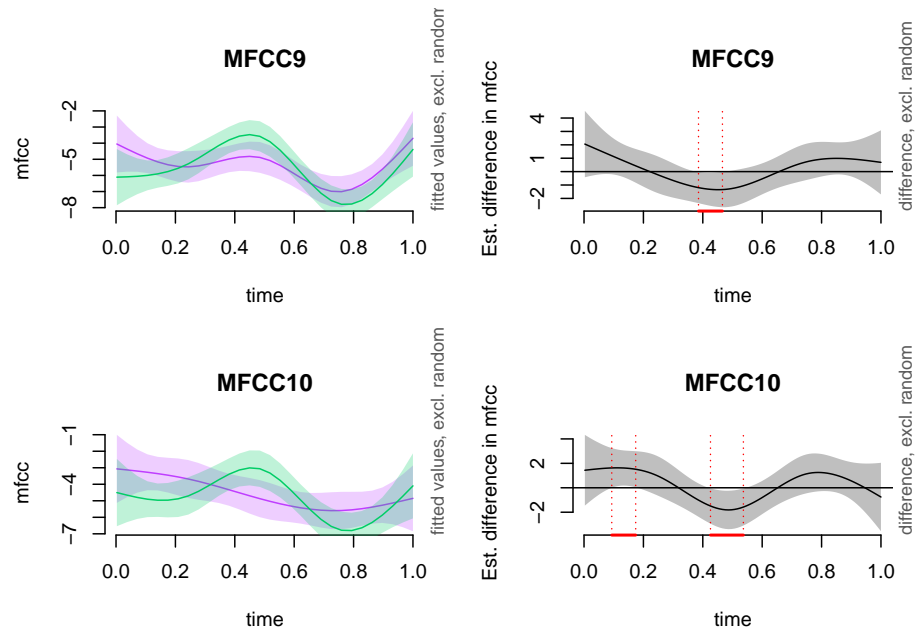 MFCC9
mfcc
-2
-5
-8
0.0 0.2 0.4 0.6 0.8 1.0
time
fitted values, excl. random
MFCC9
Est. difference in mfcc
4
1
-2
0.0 0.2 0.4 0.6 0.8 1.0
time
difference, excl. random
MFCC10
mfcc
-1
-4
-7
0.0 0.2 0.4 0.6 0.8 1.0
time
fitted values, excl. random
MFCC10
Est. difference in mfcc
2
-2
0.0 0.2 0.4 0.6 0.8 1.0
time
difference, excl. random